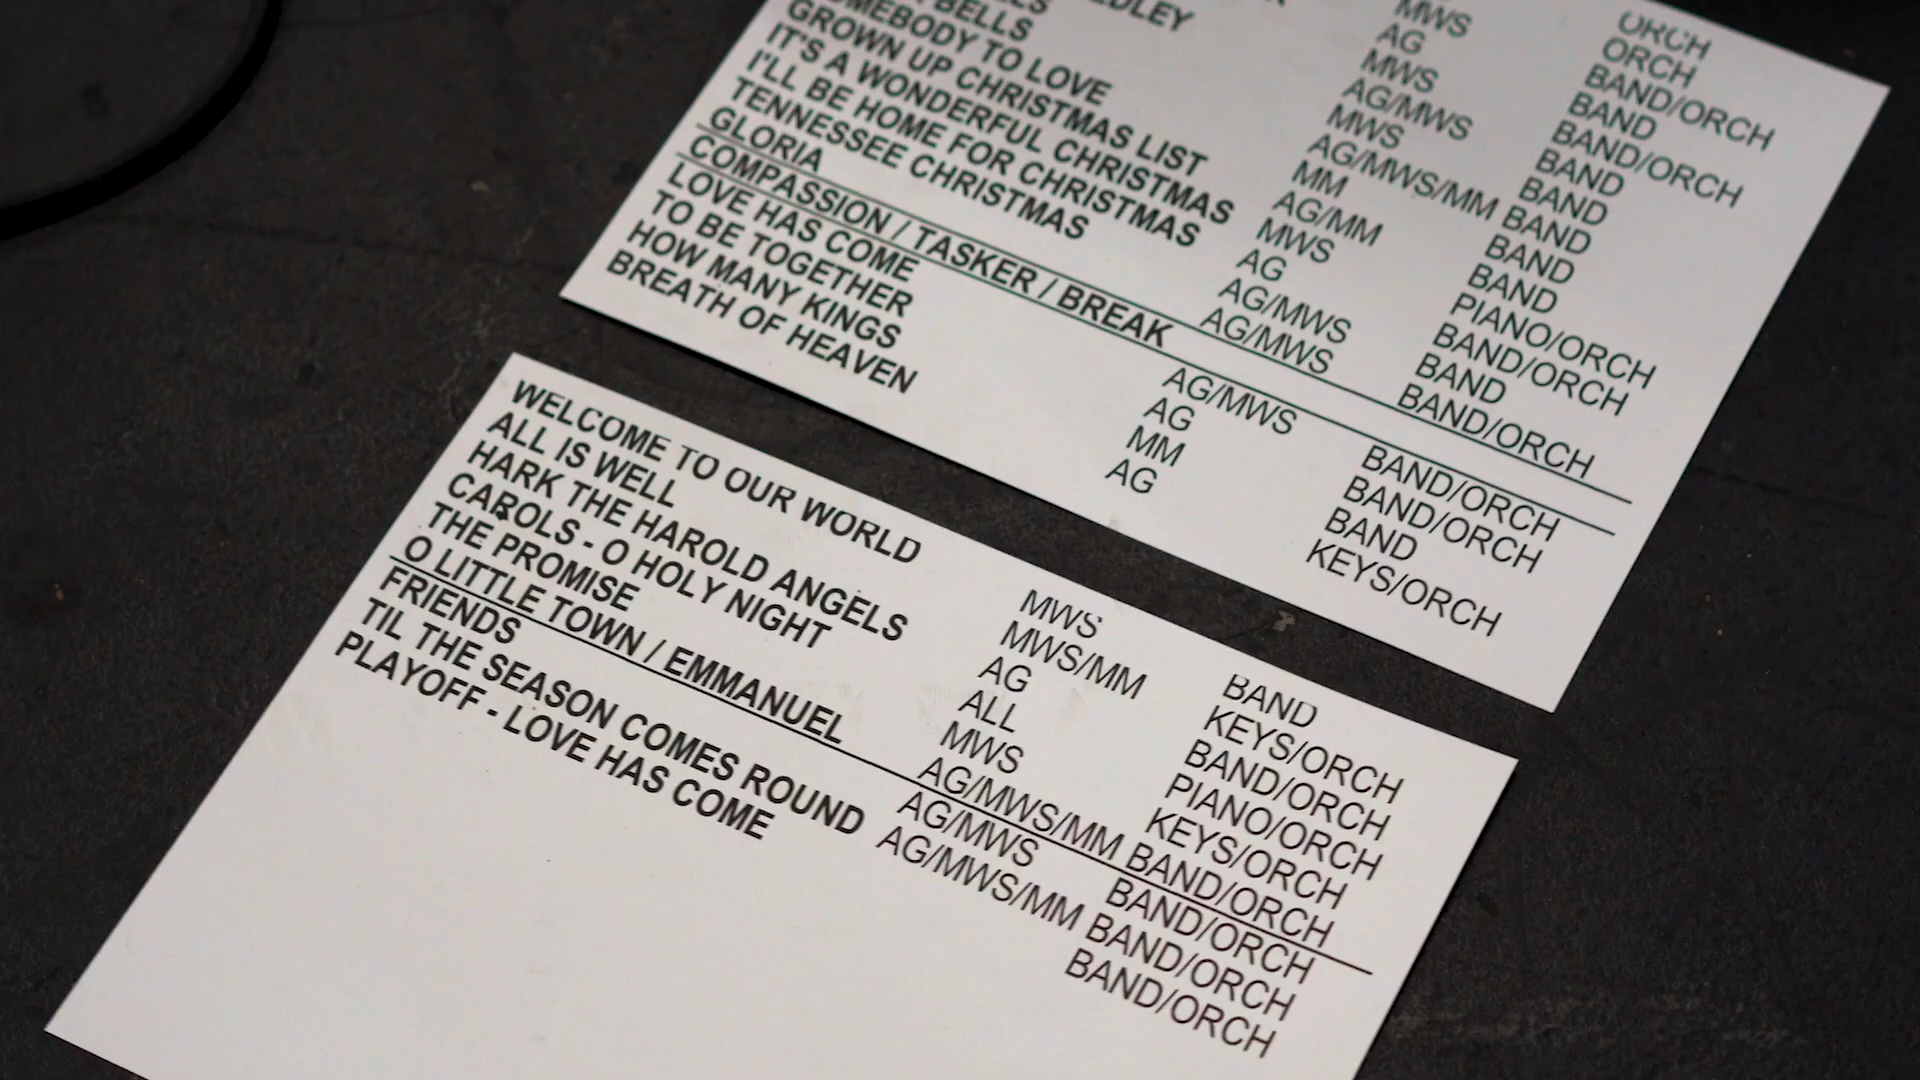 MWS ORCH
AG ORCH
MWS BAND/ORCH
AG/MWS BAND
MWS BAND/ORCH
BELLS AG/MWS/MM BAND
TO LOVE MM BAND
GROWN UP CHRISTMAS LIST AG/MM BAND
IT'S A WONDERFUL CHRISTMAS MWS PIANO/ORCH
I'LL BE HOME FOR CHRISTMAS AG BAND/ORCH
TENNESSEE CHRISTMAS AG/MWS BAND
GLORIA AG/MWS BAND/ORCH
COMPASSION / TASKER / BREAK
LOVE HAS COME AG/MWS BAND/ORCH
TO BE TOGETHER AG BAND/ORCH
HOW MANY KINGS MM BAND
BREATH OF HEAVEN AG KEYS/ORCH
WELCOME TO OUR WORLD MWS BAND
ALL IS WELL MWS/MM KEYS/ORCH
HARK THE HAROLD ANGELS AG BAND/ORCH
CAROLS - O HOLY NIGHT ALL PIANO/ORCH
THE PROMISE MWS KEYS/ORCH
O LITTLE TOWN / EMMANUEL AG/MWS/MM BAND/ORCH
FRIENDS AG/MWS BAND/ORCH
TIL THE SEASON COMES ROUND AG/MWS/MM BAND/ORCH
PLAYOFF - LOVE HAS COME BAND/ORCH